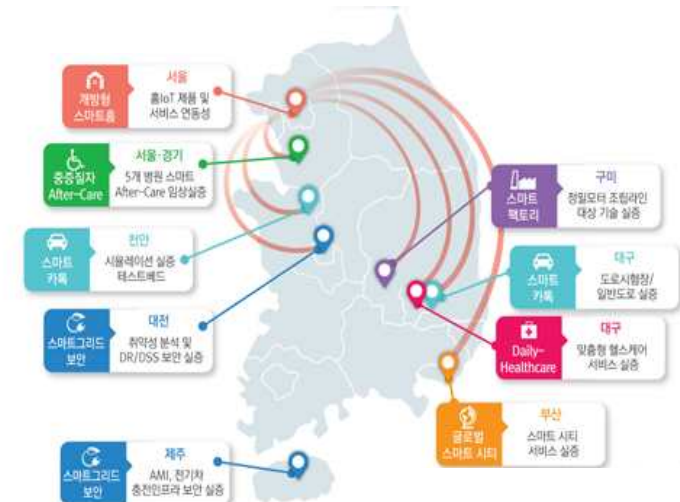 개방형
스마트홈
서울
홈IoT 제품 및
서비스 연동성
중증질자
After-Care
서울·경기
5개 병원 스마트
After-Care 임상실증
스마트
카톡
천안
시뮬레이션 실증
테스트베드
스마트그리드
보안
대전
취약성 분석 및
DR/DSS 보안 실증
스마트그리드
보안
제주
AMI, 전기차
충전인프라 보안 실증
스마트
팩토리
구미
정밀모터 조립라인
대상 기술 실증
스마트
카톡
대구
도로시험장/
일반도로 실증
Daily-
Healthcare
대구
맞춤형 헬스케어
서비스 실증
글로벌
스마트 시티
부산
스마트 시티
서비스 실증